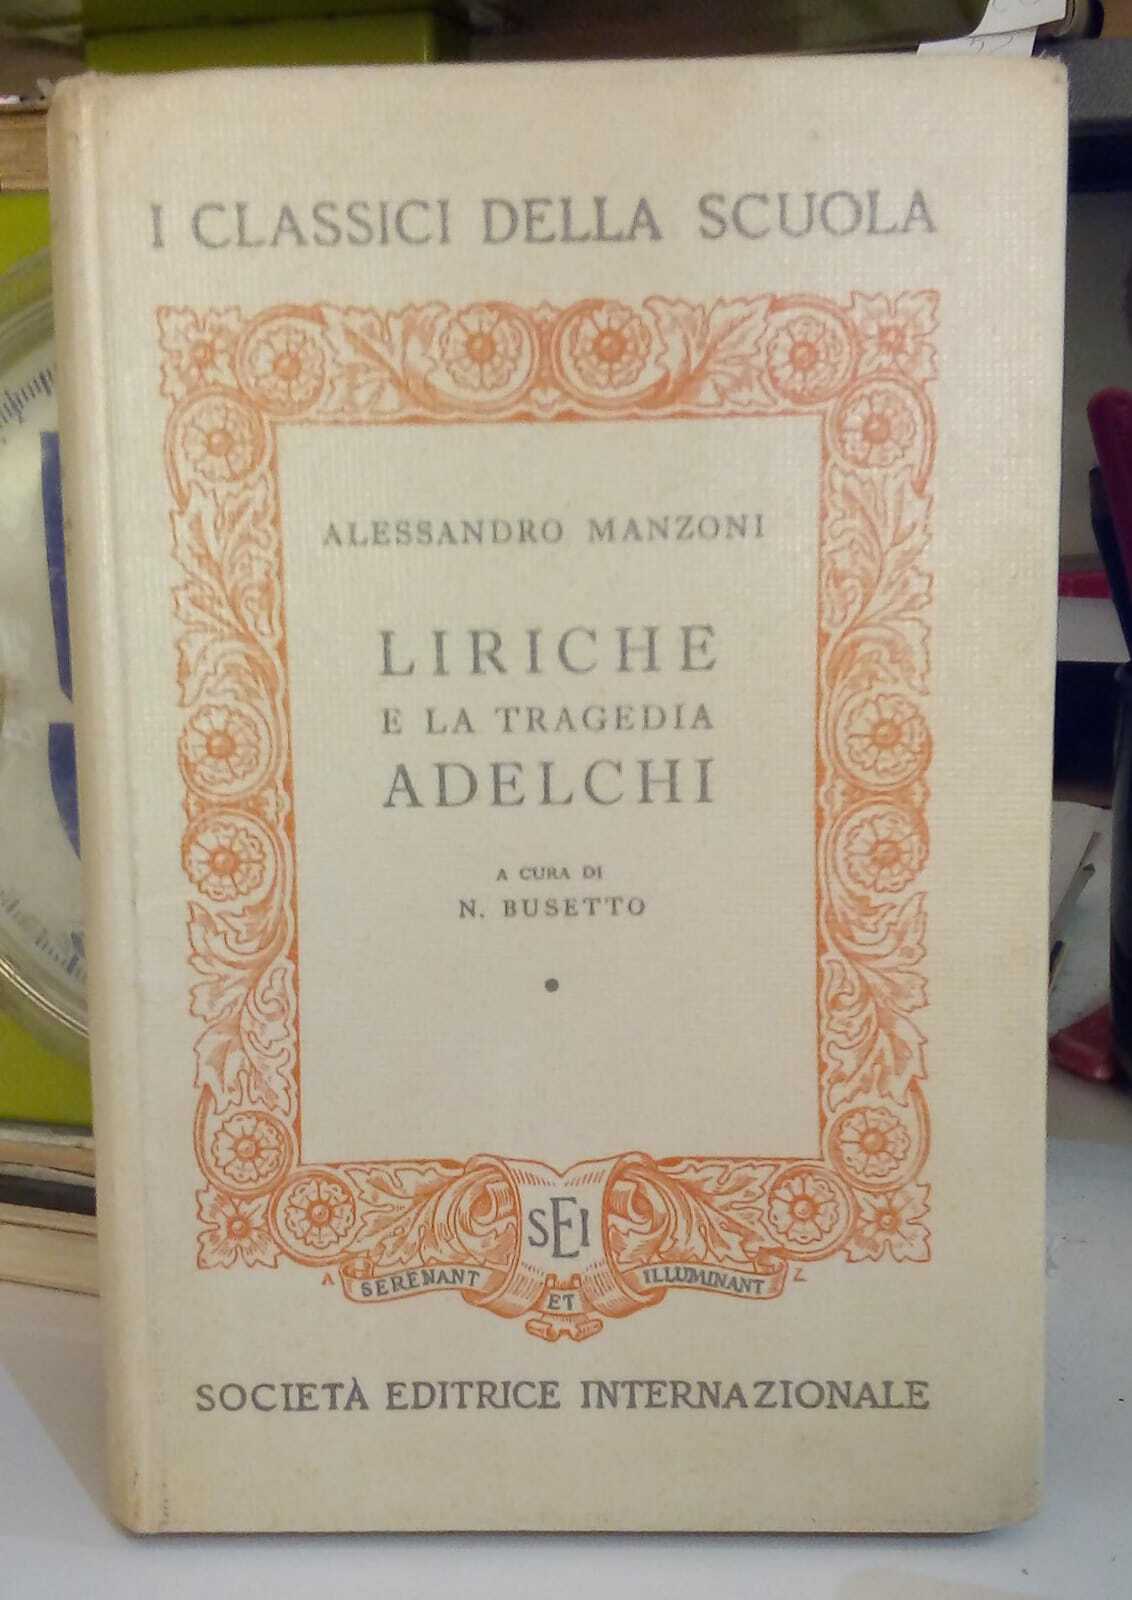 I CLASSICI DELLA SCUOLA
ALESSANDRO MANZONI
LIRICHE
E LA TRAGEDIA
ADELCHI
A CURA DI
N. BUSETTO
SEI
A SERENANT ET ILLUMINANT Z
SOCIETÀ EDITRICE INTERNAZIONALE